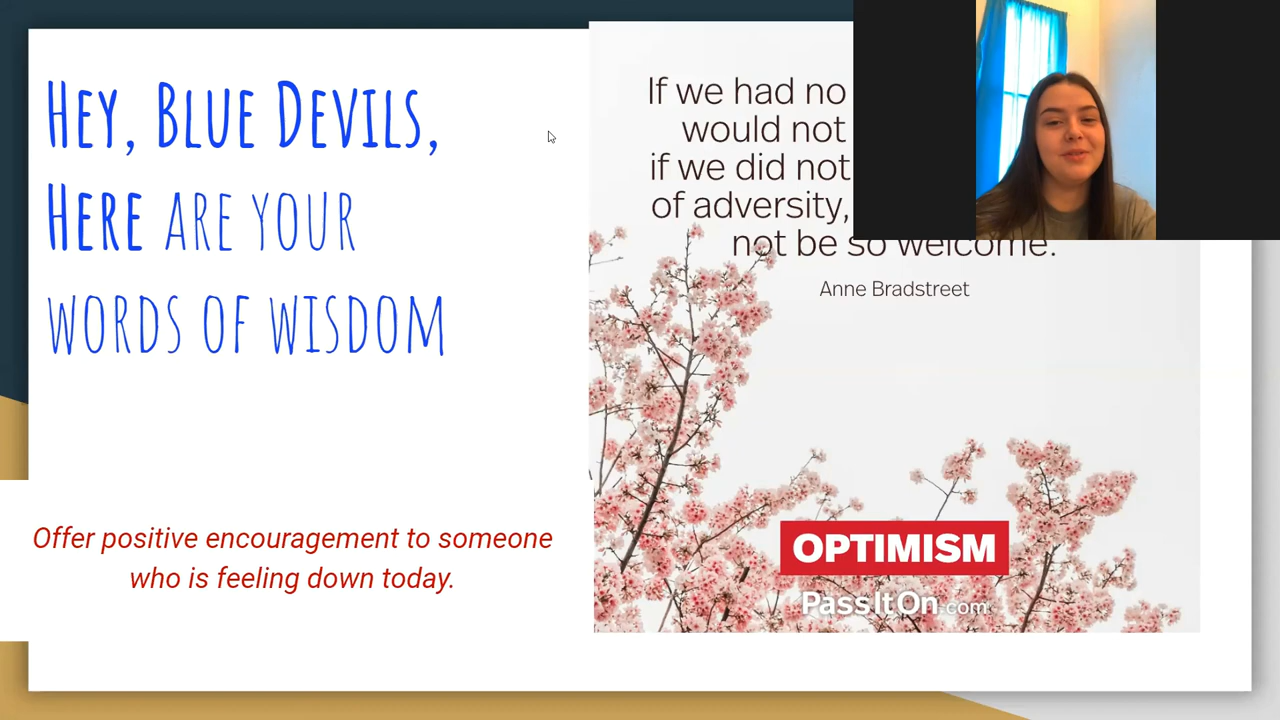 Hey, Blue Devils,
Here are your
words of wisdom
Offer positive encouragement to someone
who is feeling down today.
If we had no
would not
if we did not
of adversity,
not be so welcome.
Anne Bradstreet
OPTIMISM
PassItOn.com